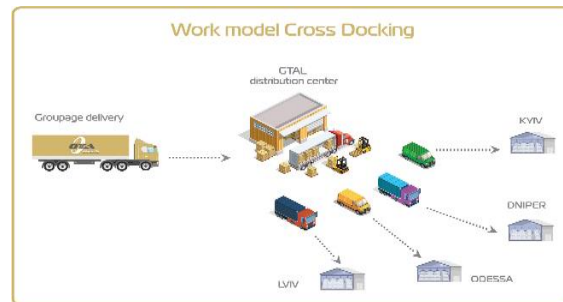 Work model Cross Docking
GTAL
distribution center
Groupage delivery
KYIV
DNIPER
ODESSA
LVIV